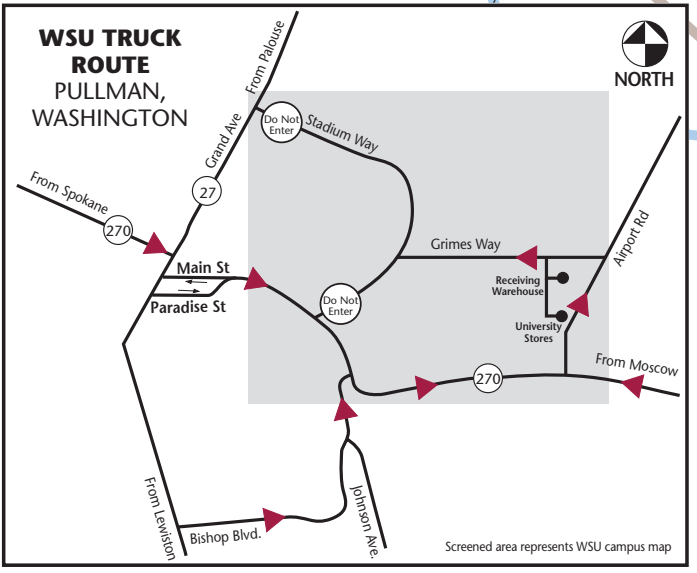 WSU TRUCK
ROUTE
PULLMAN,
WASHINGTON
From Palouse
NORTH
Do Not
Enter
Stadium Way
Grand Ave
27
From Spokane
270
Airport Rd
Grimes Way
Main St
Receiving
Warehouse
Paradise St
Do Not
Enter
University
Stores
From Moscow
270
From Lewiston
Bishop Blvd.
Johnson Ave.
Screened area represents WSU campus map